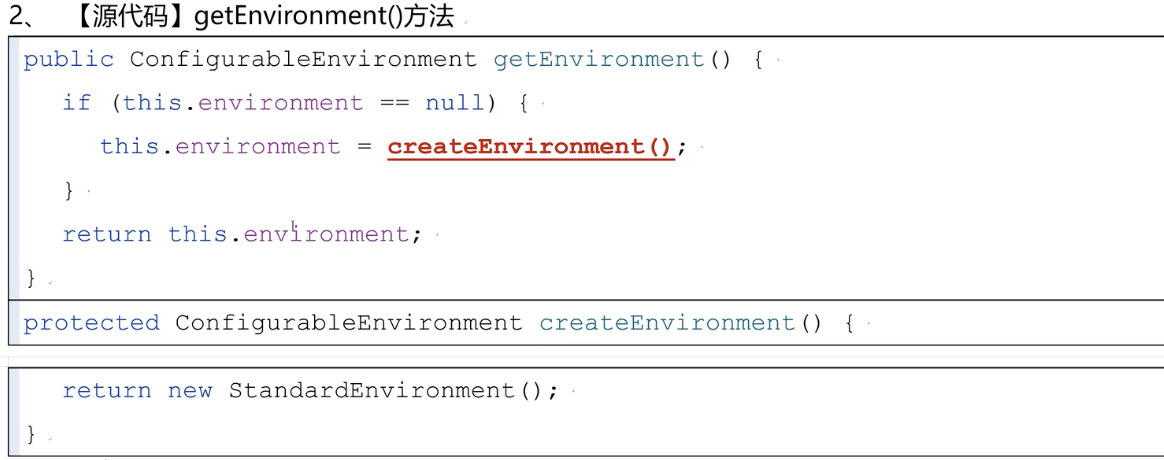 2、 【源代码】getEnvironment()方法
public ConfigurableEnvironment getEnvironment() {
if (this.environment == null) {
this.environment = createEnvironment();
}
return this.environment;
}
protected ConfigurableEnvironment createEnvironment() {
return new StandardEnvironment();
}